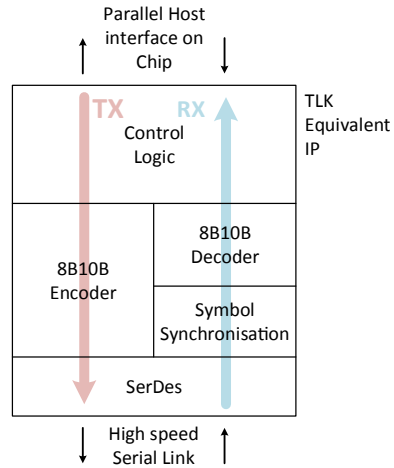 Parallel Host
interface on
Chip
TX
RX
Control
Logic
TLK
Equivalent
IP
8B10B
Encoder
8B10B
Decoder
Symbol
Synchronisation
SerDes
High speed
Serial Link